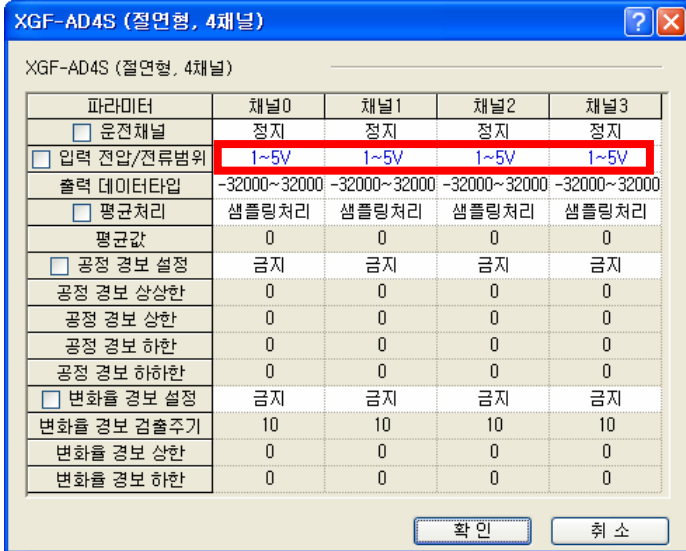 XGF-AD4S (절연형, 4채널)
XGF-AD4S (절연형, 4채널)
파라미터 채널0 채널1 채널2 채널3
운전채널 정지 정지 정지 정지
입력 전압/전류범위 1~5V 1~5V 1~5V 1~5V
출력 데이터타입 -32000~32000 -32000~32000 -32000~32000 -32000~32000
평균처리 샘플링처리 샘플링처리 샘플링처리 샘플링처리
평균값 0 0 0 0
공정 경보 설정 금지 금지 금지 금지
공정 경보 상상한 0 0 0 0
공정 경보 상한 0 0 0 0
공정 경보 하한 0 0 0 0
공정 경보 하하한 0 0 0 0
변화율 경보 설정 금지 금지 금지 금지
변화율 경보 검출주기 10 10 10 10
변화율 경보 상한 0 0 0 0
변화율 경보 하한 0 0 0 0
확 인 취 소